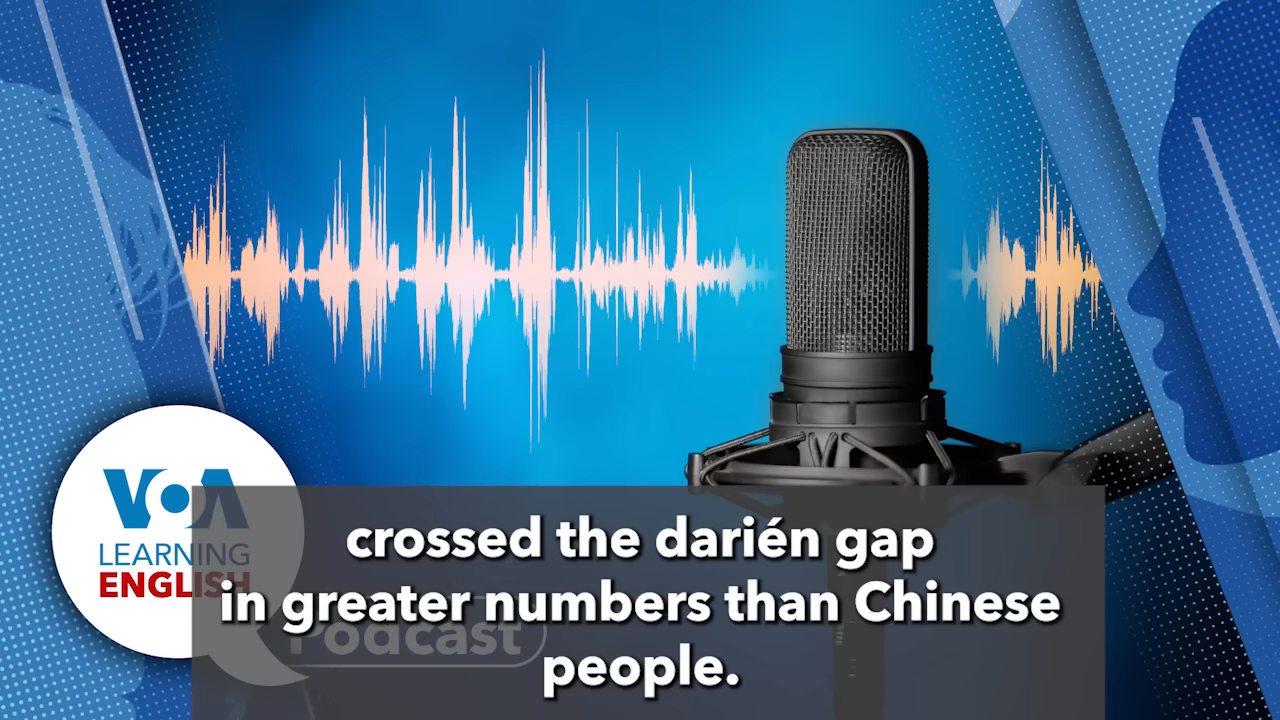 VOA
LEARNING
ENGLISH
Podcast
crossed the darién gap
in greater numbers than Chinese
people.